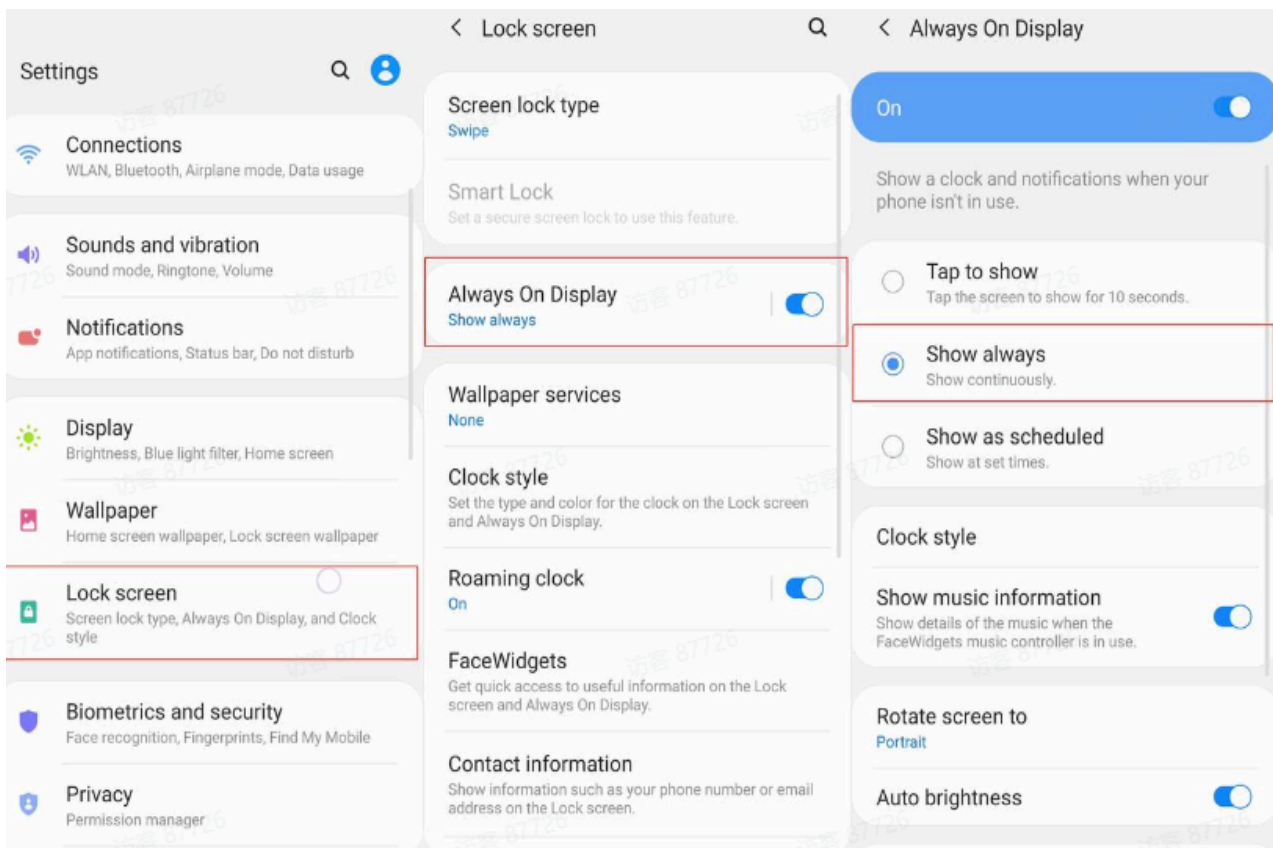 Settings
Connections
WLAN, Bluetooth, Airplane mode, Data usage
Sounds and vibration
Sound mode, Ringtone, Volume
Notifications
App notifications, Status bar, Do not disturb
Display
Brightness, Blue light filter, Home screen
Wallpaper
Home screen wallpaper, Lock screen wallpaper
Lock screen
Screen lock type, Always On Display, and Clock
style
Biometrics and security
Face recognition, Fingerprints, Find My Mobile
Privacy
Permission manager
Lock screen
Screen lock type
Swipe
Smart Lock
Set a secure screen lock to use this feature.
Always On Display
Show always
Wallpaper services
None
Clock style
Set the type and color for the clock on the Lock screen
and Always On Display.
Roaming clock
On
FaceWidgets
Get quick access to useful information on the Lock
screen and Always On Display.
Contact information
Show information such as your phone number or email
address on the Lock screen.
Always On Display
On
Show a clock and notifications when your
phone isn't in use.
Tap to show
Tap the screen to show for 10 seconds.
Show always
Show continuously.
Show as scheduled
Show at set times.
Clock style
Show music information
Show details of the music when the
FaceWidgets music controller is in use.
Rotate screen to
Portrait
Auto brightness
访客 87726